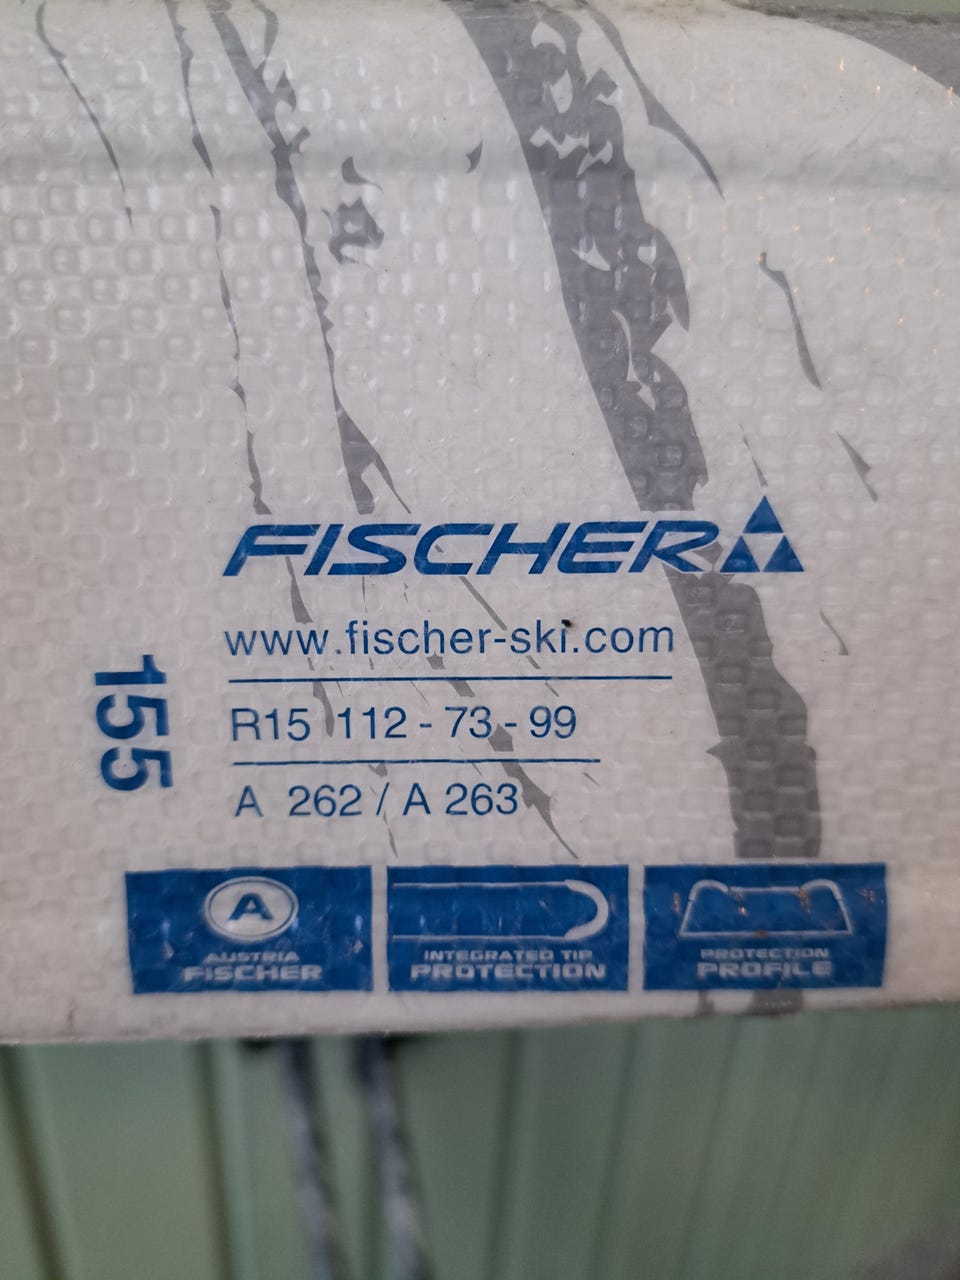 FISCHER
www.fischer-ski.com
155
R15 112 - 73 - 99
A 262 / A 263
A
AUSTRIA
FISCHER
INTEGRATED TIP
PROTECTION
PROTECTION
PROFILE